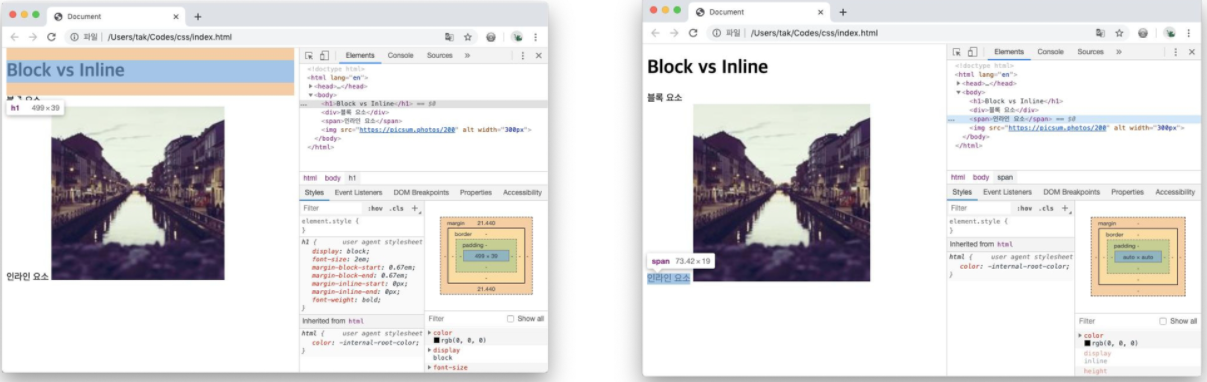 Document
파일 /Users/tak/Codes/css/index.html
Block vs Inline
블록 요소
h1 499 × 39
인라인 요소
Elements Console Sources »
<!doctype html>
<html lang="en">
<head>…</head>
<body>
<h1>Block vs Inline</h1> == $0
<div>블록 요소</div>
<span>인라인 요소</span>
<img src="https://picsum.photos/200" alt width="300px">
</body>
</html>
html body h1
Styles Event Listeners DOM Breakpoints Properties Accessibility
Filter :hov .cls +
element.style {
}
h1 { user agent stylesheet
display: block;
font-size: 2em;
margin-block-start: 0.67em;
margin-block-end: 0.67em;
margin-inline-start: 0px;
margin-inline-end: 0px;
font-weight: bold;
}
Inherited from html
html { user agent stylesheet
color: -internal-root-color;
}
margin 21.440
border -
padding -
499 × 39
21.440
Filter Show all
color
rgb(0, 0, 0)
display
block
font-size
Document
파일 /Users/tak/Codes/css/index.html
Block vs Inline
블록 요소
span 73.42 × 19
인라인 요소
Elements Console Sources »
<!doctype html>
<html lang="en">
<head>…</head>
<body>
<h1>Block vs Inline</h1>
<div>블록 요소</div>
<span>인라인 요소</span> == $0
<img src="https://picsum.photos/200" alt width="300px">
</body>
</html>
html body span
Styles Event Listeners DOM Breakpoints Properties Accessibility
Filter :hov .cls +
element.style {
}
Inherited from html
html { user agent stylesheet
color: -internal-root-color;
}
margin -
border -
padding -
auto × auto
Filter Show all
color
rgb(0, 0, 0)
display
inline
height